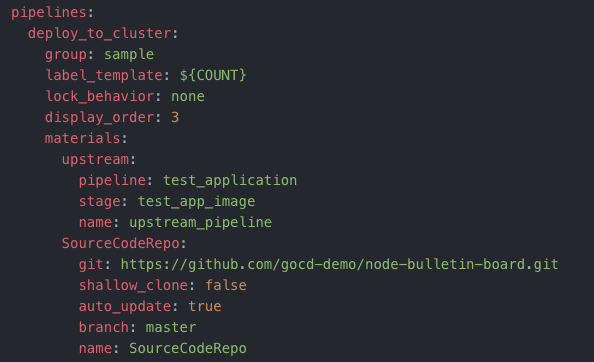 pipelines:
  deploy_to_cluster:
    group: sample
    label_template: ${COUNT}
    lock_behavior: none
    display_order: 3
    materials:
      upstream:
        pipeline: test_application
        stage: test_app_image
        name: upstream_pipeline
      SourceCodeRepo:
        git: https://github.com/gocd-demo/node-bulletin-board.git
        shallow_clone: false
        auto_update: true
        branch: master
        name: SourceCodeRepo